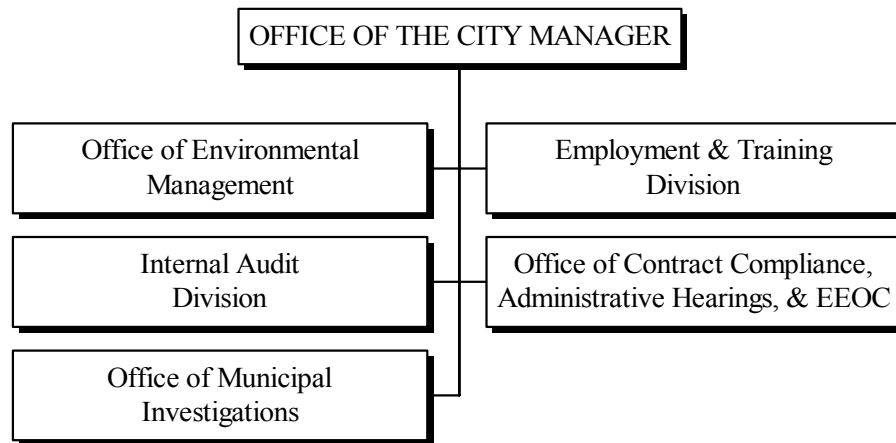 OFFICE OF THE CITY MANAGER
Office of Environmental
Management
Employment & Training
Division
Internal Audit
Division
Office of Contract Compliance,
Administrative Hearings, & EEOC
Office of Municipal
Investigations